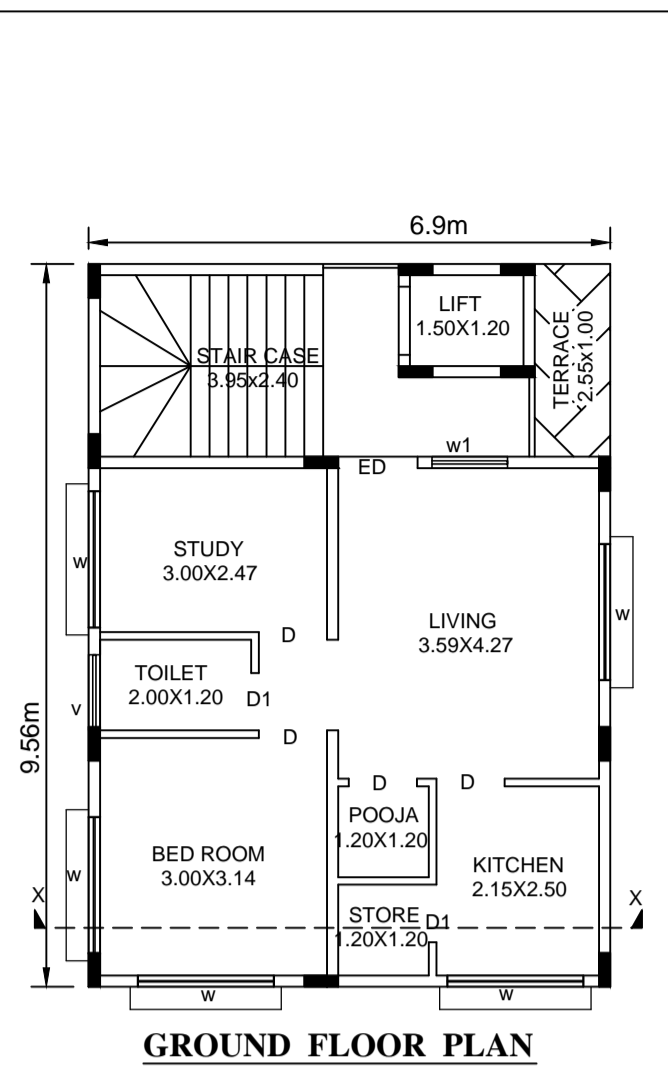 6.9m
LIFT
1.50X1.20
TERRACE
2.55x1.00
STAIR CASE
3.95x2.40
w1
ED
STUDY
3.00X2.47
w
LIVING
3.59X4.27
w
D
TOILET
2.00X1.20
D1
v
D
9.56m
D
D
POOJA
1.20X1.20
BED ROOM
3.00X3.14
KITCHEN
2.15X2.50
w
X
X
STORE
1.20X1.20
D1
w
w
GROUND FLOOR PLAN